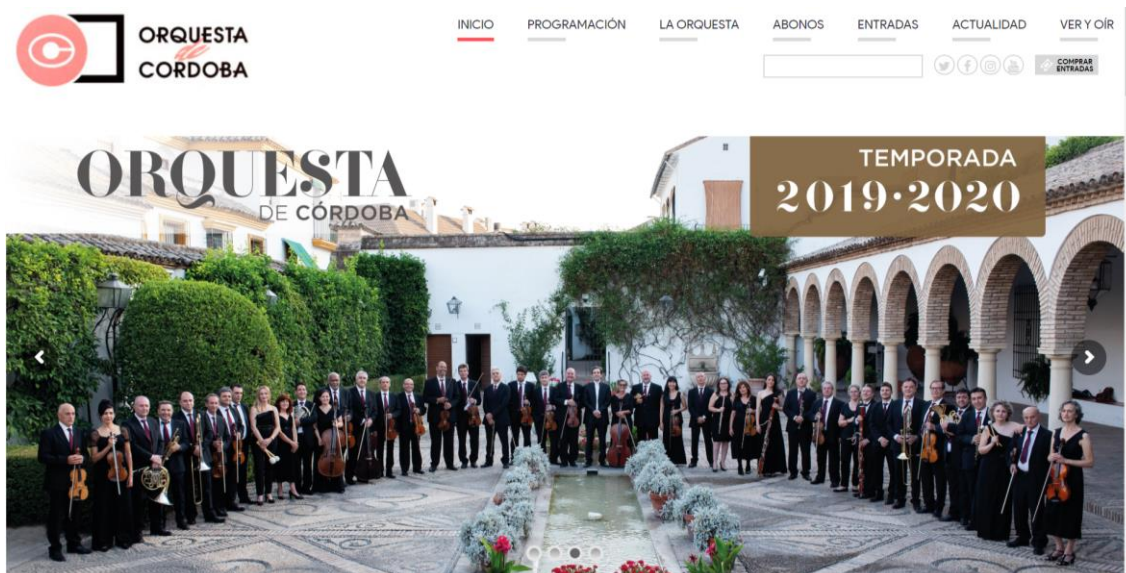 ORQUESTA
de
CORDOBA
INICIO
PROGRAMACIÓN
LA ORQUESTA
ABONOS
ENTRADAS
ACTUALIDAD
VER Y OÍR
COMPRAR
ENTRADAS
ORQUESTA
DE CÓRDOBA
TEMPORADA
2019·2020